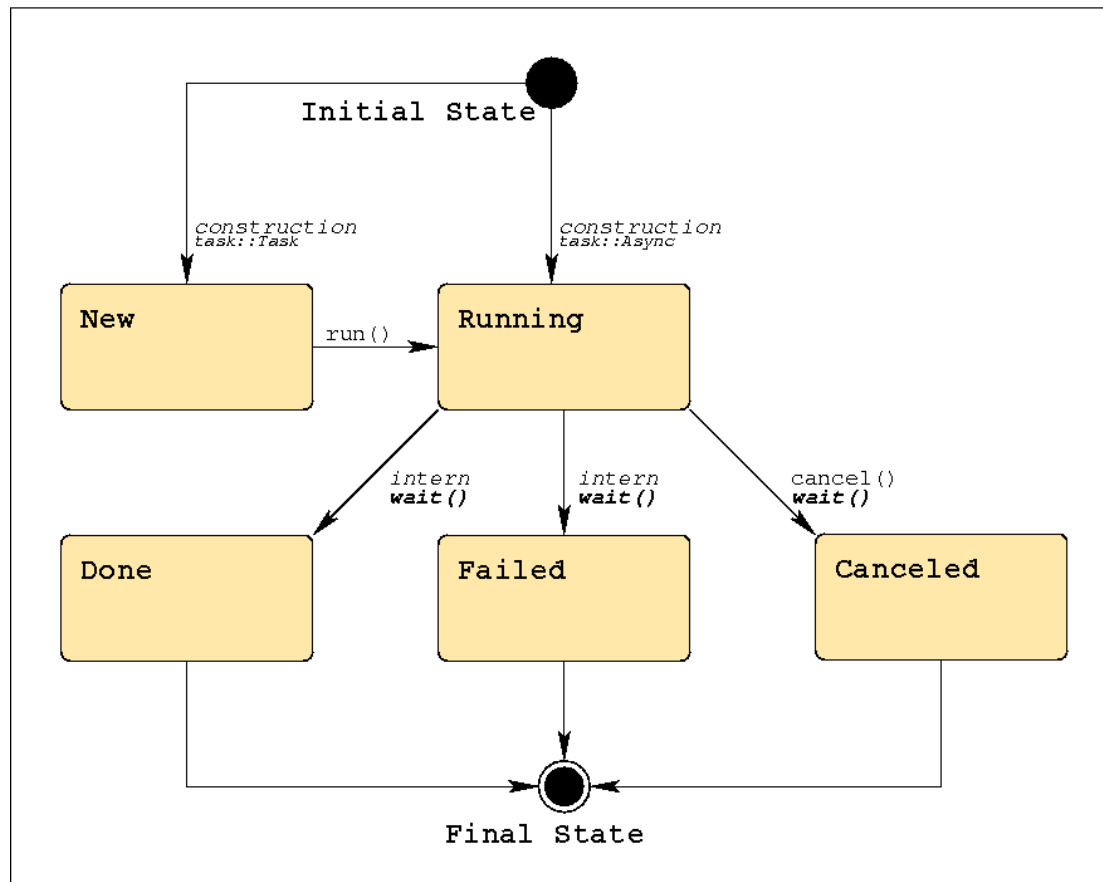 Initial State
construction
task::Task
construction
task::Async
New
run()
Running
intern
wait()
intern
wait()
cancel()
wait()
Done
Failed
Canceled
Final State